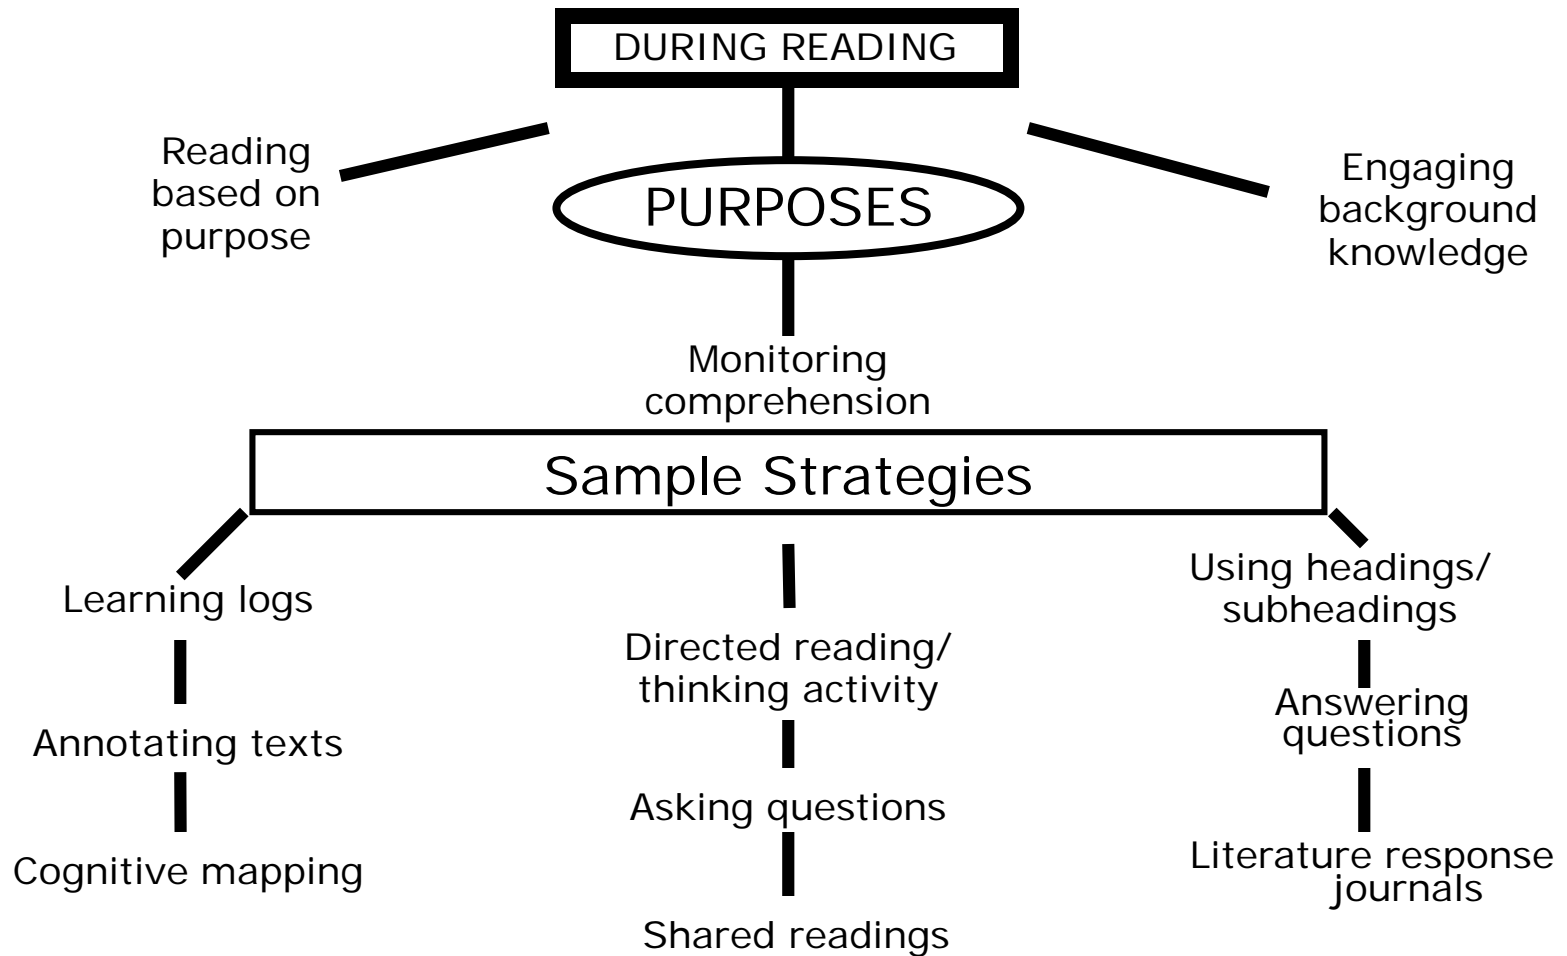 DURING READING
Reading
based on
purpose
PURPOSES
Engaging
background
knowledge
Monitoring
comprehension
Sample Strategies
Learning logs
Annotating texts
Cognitive mapping
Directed reading/
thinking activity
Asking questions
Shared readings
Using headings/
subheadings
Answering
questions
Literature response
journals